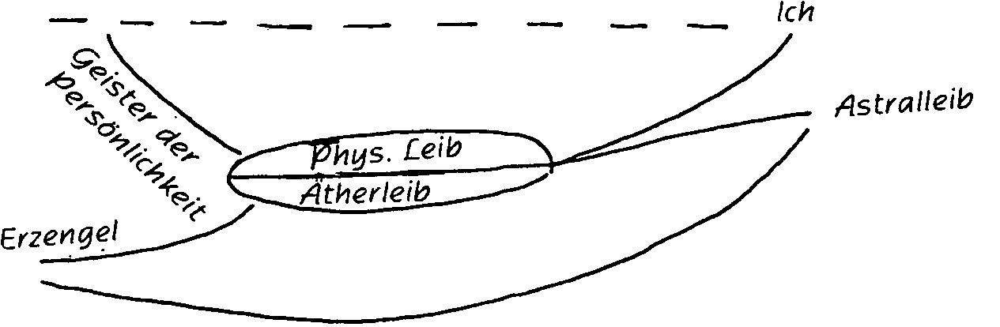 Ich
Geister der
persönlichkeit
Astralleib
Phys. Leib
Ätherleib
Erzengel